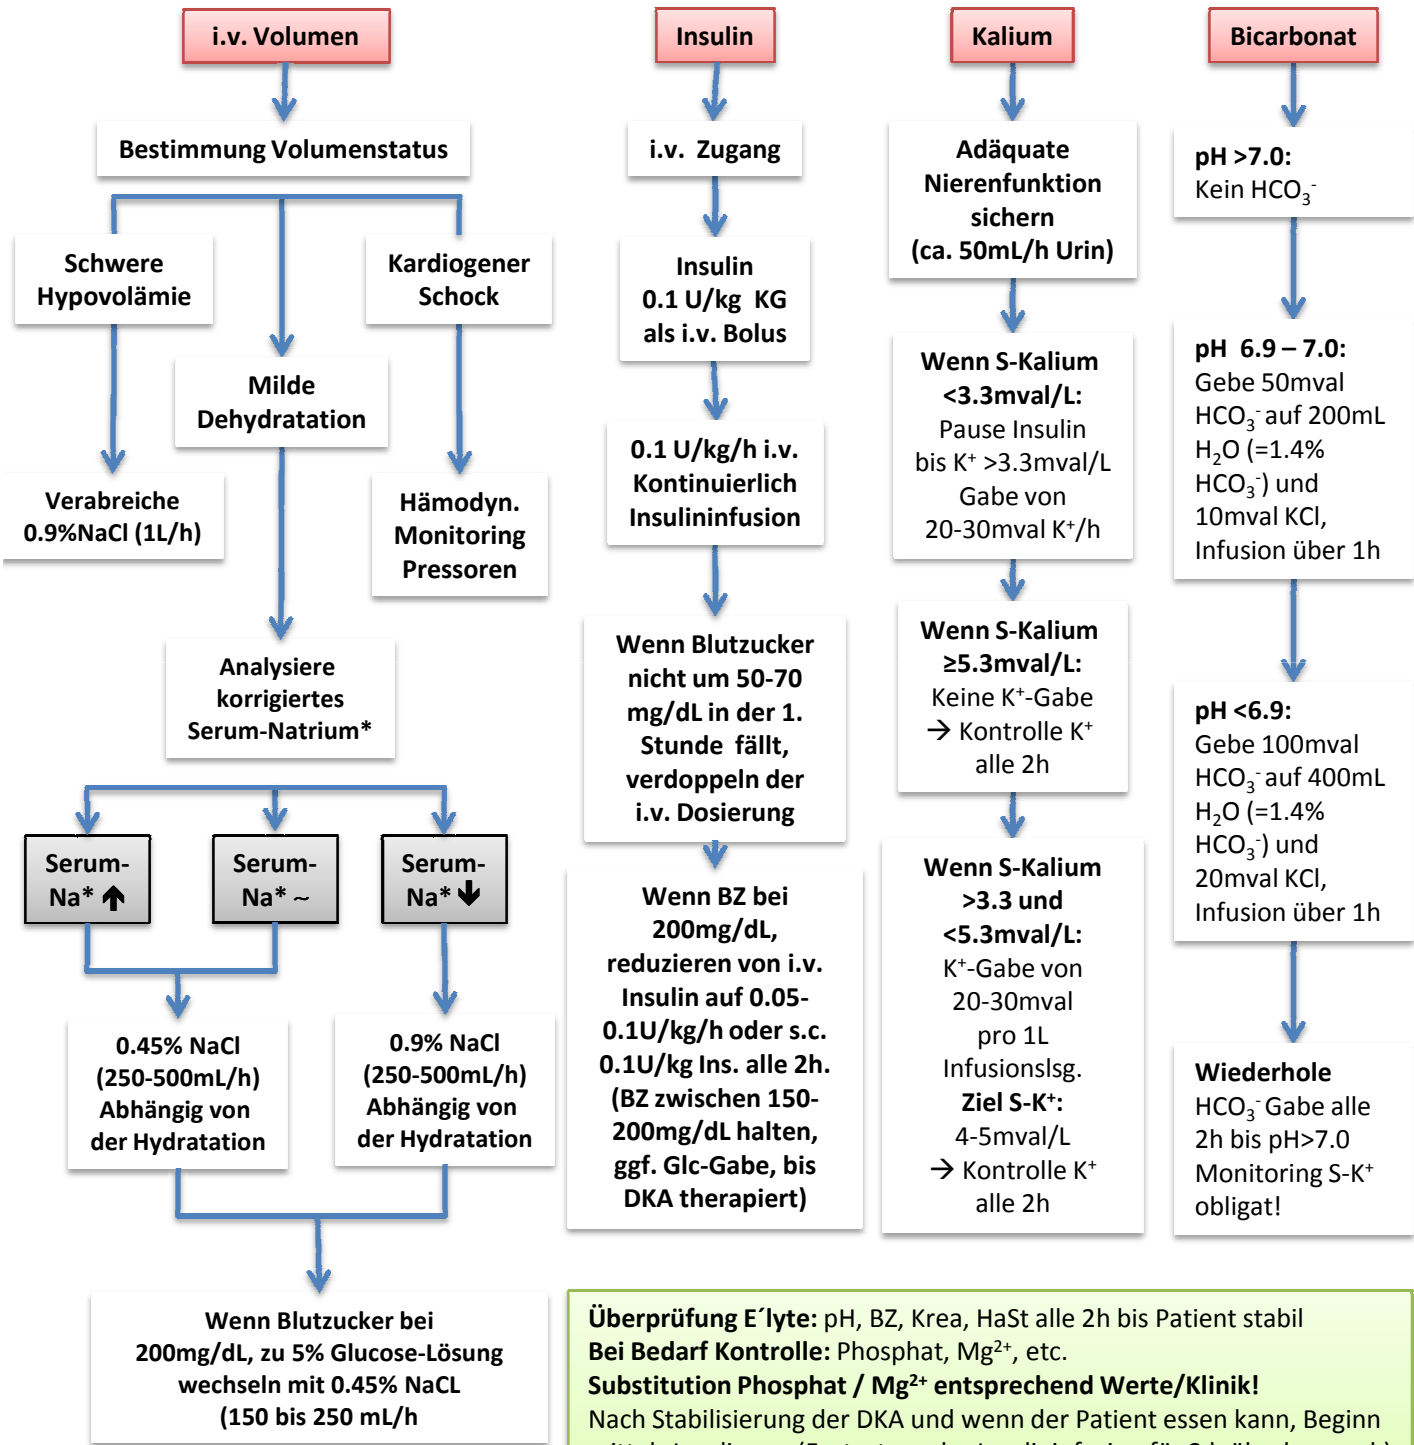 i.v. Volumen
Bestimmung Volumenstatus
Schwere
Hypovolämie
Kardiogener
Schock
Milde
Dehydratation
Verabreiche
0.9%NaCl (1L/h)
Hämodyn.
Monitoring
Pressoren
Analysiere
korrigiertes
Serum-Natrium*
Serum-
Na* ↑
Serum-
Na* ~
Serum-
Na* ↓
0.45% NaCl
(250-500mL/h)
Abhängig von
der Hydratation
0.9% NaCl
(250-500mL/h)
Abhängig von
der Hydratation
Wenn Blutzucker bei
200mg/dL, zu 5% Glucose-Lösung
wechseln mit 0.45% NaCL
(150 bis 250 mL/h
Insulin
i.v. Zugang
Insulin
0.1 U/kg KG
als i.v. Bolus
0.1 U/kg/h i.v.
Kontinuierlich
Insulininfusion
Wenn Blutzucker
nicht um 50-70
mg/dL in der 1.
Stunde fällt,
verdoppeln der
i.v. Dosierung
Wenn BZ bei
200mg/dL,
reduzieren von i.v.
Insulin auf 0.05-
0.1U/kg/h oder s.c.
0.1U/kg Ins. alle 2h.
(BZ zwischen 150-
200mg/dL halten,
ggf. Glc-Gabe, bis
DKA therapiert)
Kalium
Adäquate
Nierenfunktion
sichern
(ca. 50mL/h Urin)
Wenn S-Kalium
<3.3mval/L:
Pause Insulin
bis K⁺ >3.3mval/L
Gabe von
20-30mval K⁺/h
Wenn S-Kalium
≥5.3mval/L:
Keine K⁺-Gabe
→ Kontrolle K⁺
alle 2h
Wenn S-Kalium
>3.3 und
<5.3mval/L:
K⁺-Gabe von
20-30mval
pro 1L
Infusionslsg.
Ziel S-K⁺:
4-5mval/L
→ Kontrolle K⁺
alle 2h
Bicarbonat
pH >7.0:
Kein HCO₃⁻
pH 6.9 – 7.0:
Gebe 50mval
HCO₃⁻ auf 200mL
H₂O (=1.4%
HCO₃⁻) und
10mval KCl,
Infusion über 1h
pH <6.9:
Gebe 100mval
HCO₃⁻ auf 400mL
H₂O (=1.4%
HCO₃⁻) und
20mval KCl,
Infusion über 1h
Wiederhole
HCO₃⁻ Gabe alle
2h bis pH>7.0
Monitoring S-K⁺
obligat!
Überprüfung E´lyte: pH, BZ, Krea, HaSt alle 2h bis Patient stabil
Bei Bedarf Kontrolle: Phosphat, Mg²⁺, etc.
Substitution Phosphat / Mg²⁺ entsprechend Werte/Klinik!
Nach Stabilisierung der DKA und wenn der Patient essen kann, Beginn